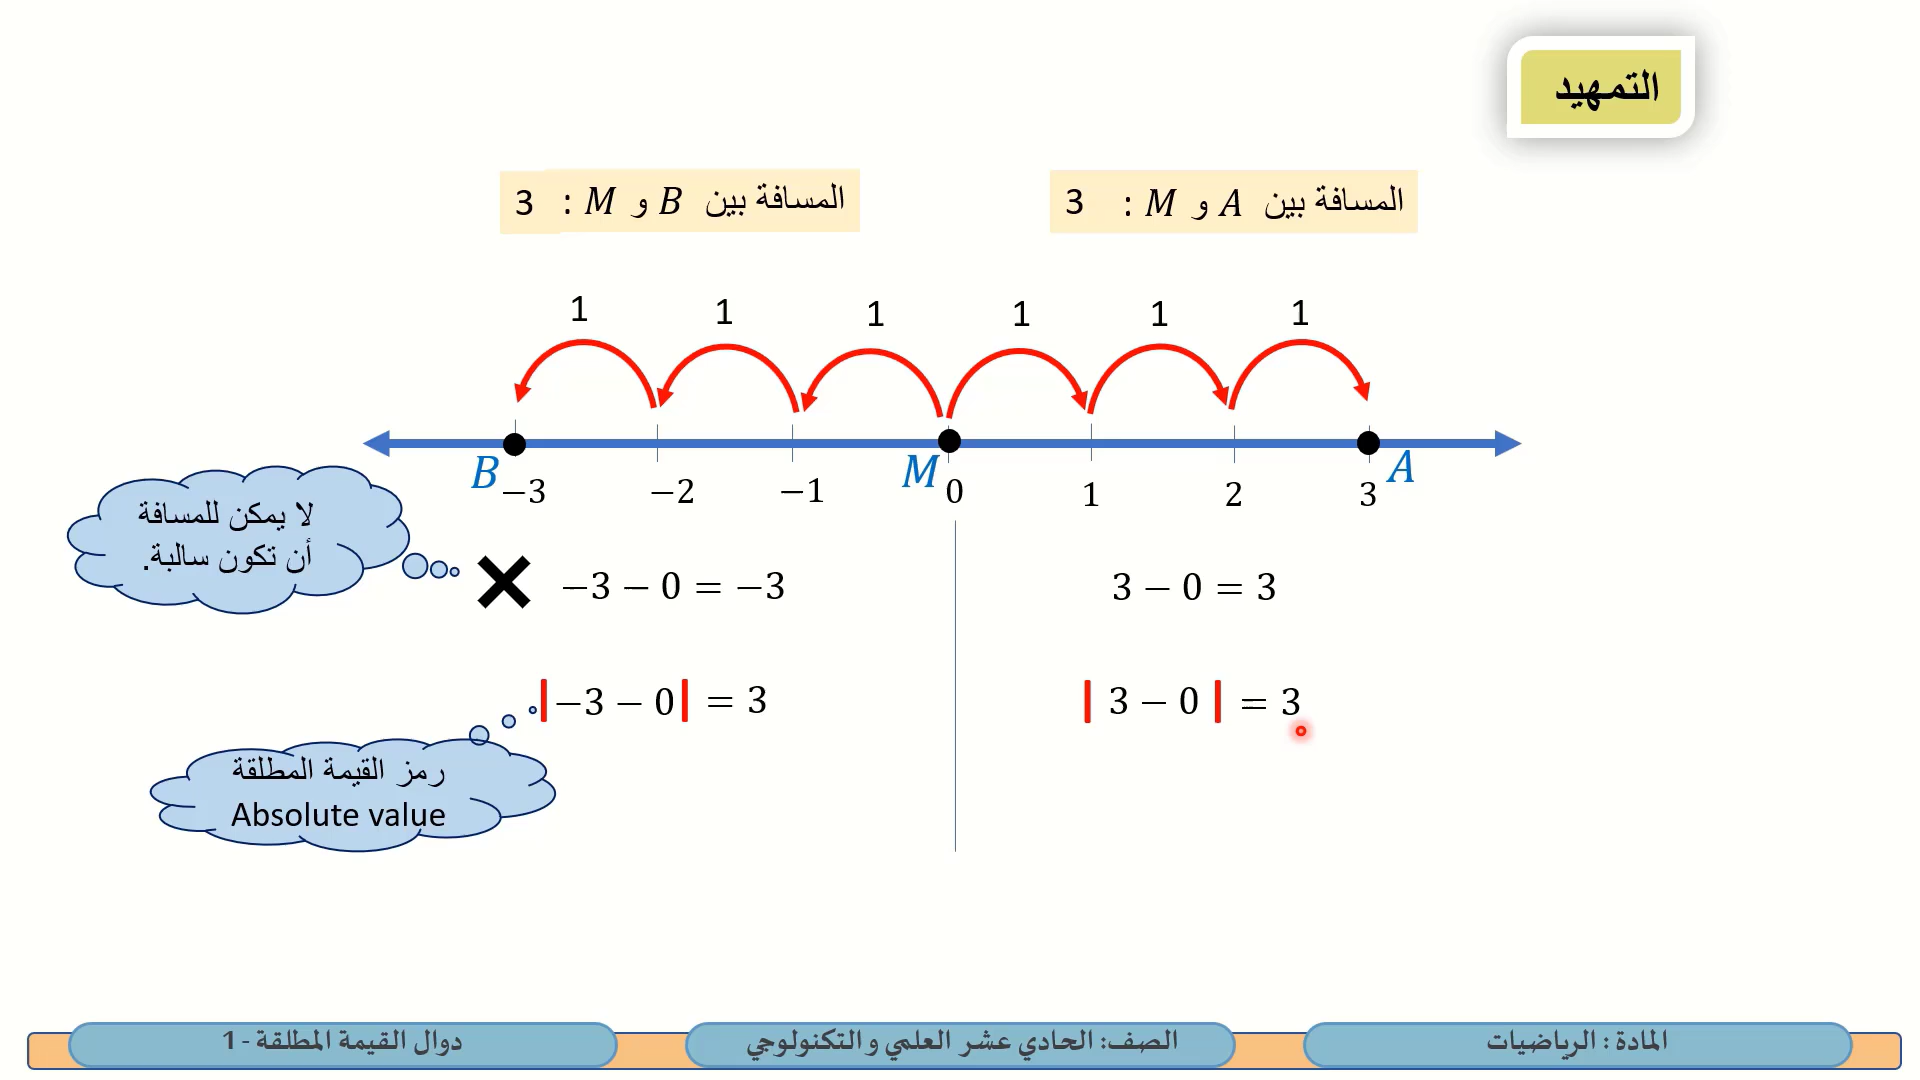 التمهيد
المسافة بين A و M : 3
المسافة بين B و M : 3
1 1 1 1 1 1
B M A
−3 −2 −1 0 1 2 3
لا يمكن للمسافة
أن تكون سالبة.
−3 − 0 = −3
3 − 0 = 3
|−3 − 0| = 3
| 3 − 0 | = 3
رمز القيمة المطلقة
Absolute value
المادة : الرياضيات
الصف: الحادي عشر العلمي والتكنولوجي
دوال القيمة المطلقة - 1